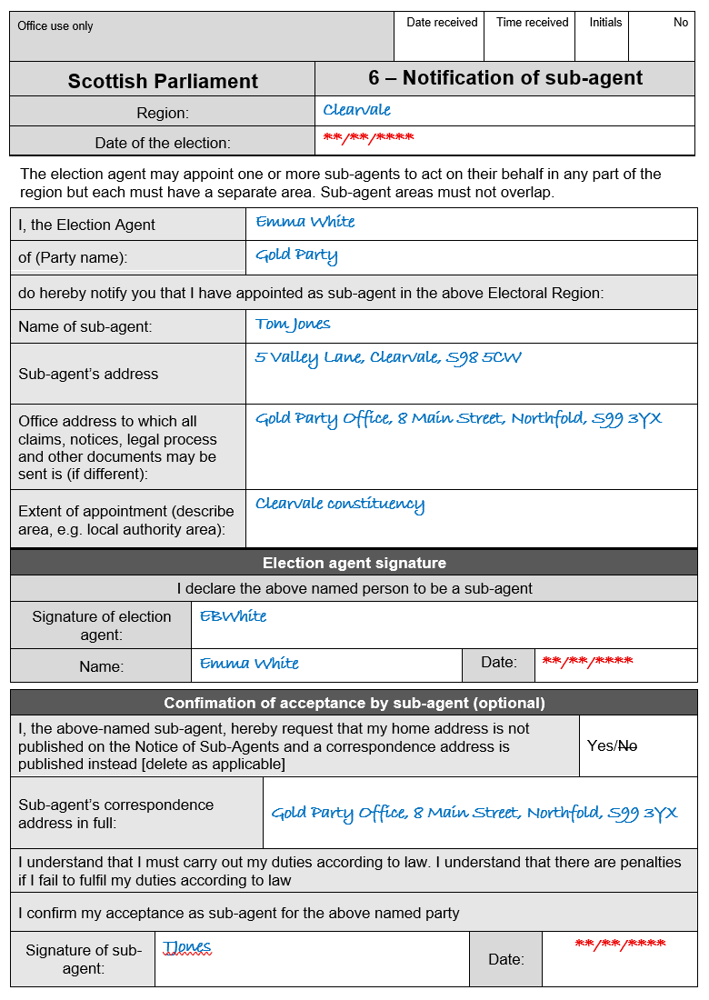 Office use only
Date received
Time received
Initials
No
Scottish Parliament
6 – Notification of sub-agent
Region:
Clearvale
Date of the election:
**/**/****
The election agent may appoint one or more sub-agents to act on their behalf in any part of the
region but each must have a separate area. Sub-agent areas must not overlap.
I, the Election Agent
Emma White
of (Party name):
Gold Party
do hereby notify you that I have appointed as sub-agent in the above Electoral Region:
Name of sub-agent:
Tom Jones
Sub-agent’s address
5 Valley Lane, Clearvale, S98 5CW
Office address to which all
claims, notices, legal process
and other documents may be
sent is (if different):
Gold Party Office, 8 Main Street, Northfold, S99 3YX
Extent of appointment (describe
area, e.g. local authority area):
Clearvale constituency
Election agent signature
I declare the above named person to be a sub-agent
Signature of election
agent:
EBWhite
Name:
Emma White
Date:
**/**/****
Confimation of acceptance by sub-agent (optional)
I, the above-named sub-agent, hereby request that my home address is not
published on the Notice of Sub-Agents and a correspondence address is
published instead [delete as applicable]
Yes/No
Sub-agent’s correspondence
address in full:
Gold Party Office, 8 Main Street, Northfold, S99 3YX
I understand that I must carry out my duties according to law. I understand that there are penalties
if I fail to fulfil my duties according to law
I confirm my acceptance as sub-agent for the above named party
Signature of sub-
agent:
TJones
Date:
**/**/****